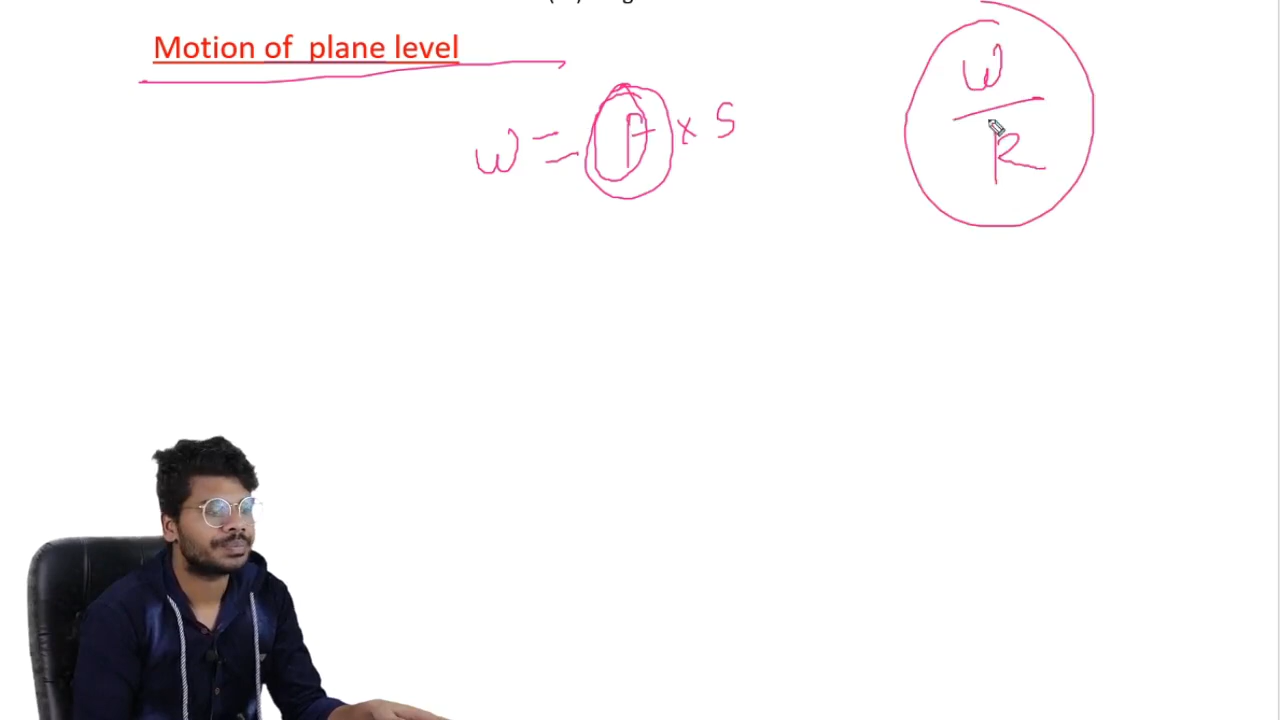 Motion of plane level
W = F × S
W
R